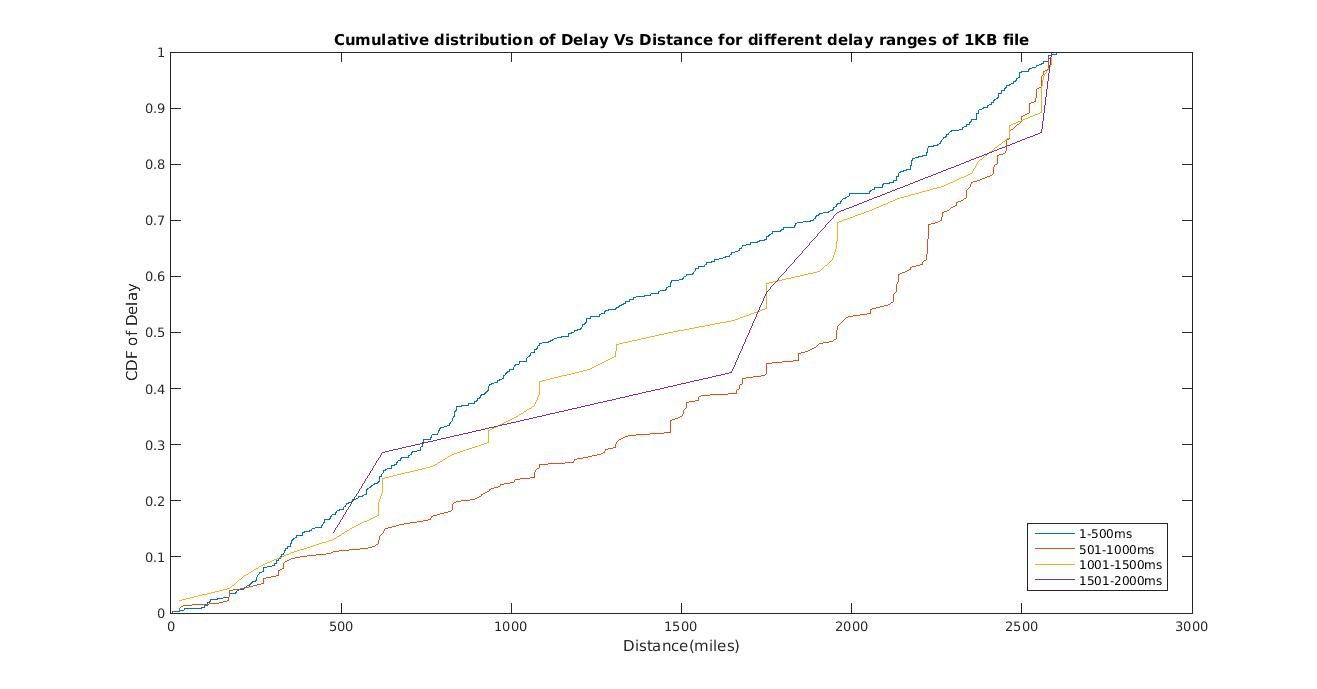 Cumulative distribution of Delay Vs Distance for different delay ranges of 1KB file
1
0.9
0.8
0.7
0.6
0.5
0.4
0.3
0.2
0.1
0
CDF of Delay
1-500ms
501-1000ms
1001-1500ms
1501-2000ms
0 500 1000 1500 2000 2500 3000
Distance(miles)